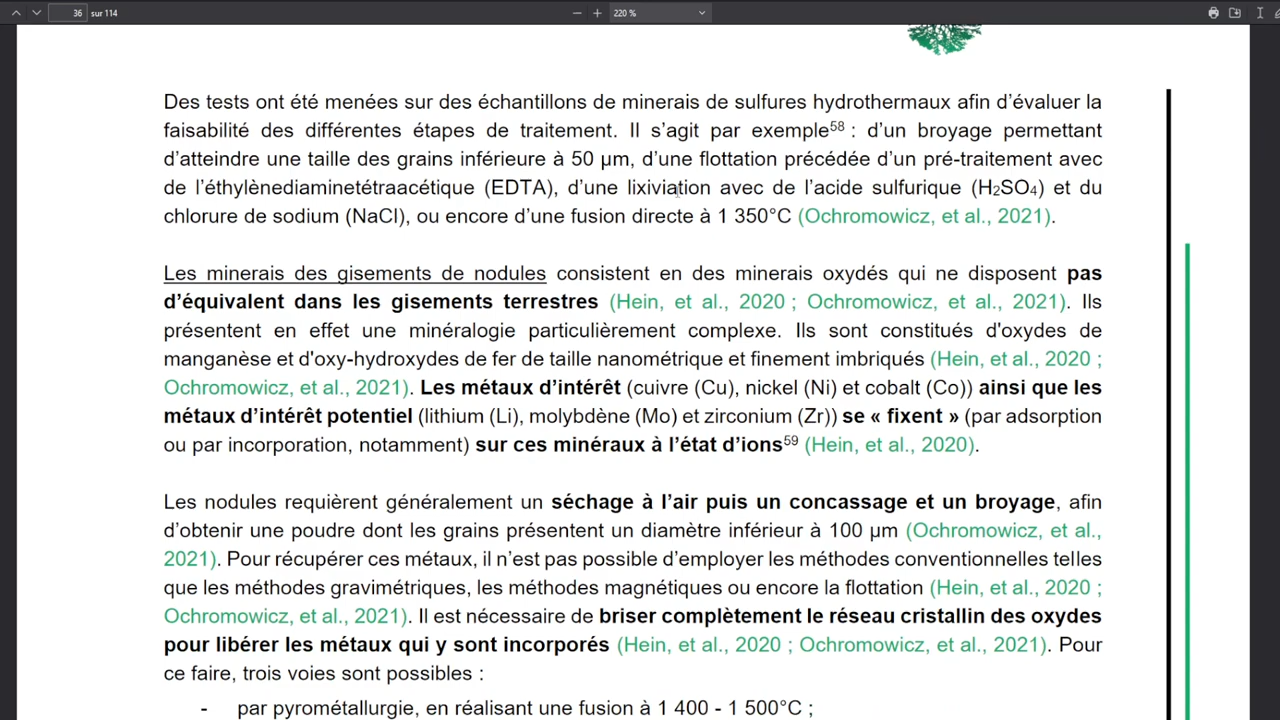 36 sur 114 220 %
Des tests ont été menées sur des échantillons de minerais de sulfures hydrothermaux afin d’évaluer la
faisabilité des différentes étapes de traitement. Il s’agit par exemple⁵⁸ : d’un broyage permettant
d’atteindre une taille des grains inférieure à 50 µm, d’une flottation précédée d’un pré-traitement avec
de l’éthylènediaminetétraacétique (EDTA), d’une lixiviation avec de l’acide sulfurique (H₂SO₄) et du
chlorure de sodium (NaCl), ou encore d’une fusion directe à 1 350°C (Ochromowicz, et al., 2021).
Les minerais des gisements de nodules consistent en des minerais oxydés qui ne disposent pas
d’équivalent dans les gisements terrestres (Hein, et al., 2020 ; Ochromowicz, et al., 2021). Ils
présentent en effet une minéralogie particulièrement complexe. Ils sont constitués d'oxydes de
manganèse et d'oxy-hydroxydes de fer de taille nanométrique et finement imbriqués (Hein, et al., 2020 ;
Ochromowicz, et al., 2021). Les métaux d’intérêt (cuivre (Cu), nickel (Ni) et cobalt (Co)) ainsi que les
métaux d’intérêt potentiel (lithium (Li), molybdène (Mo) et zirconium (Zr)) se « fixent » (par adsorption
ou par incorporation, notamment) sur ces minéraux à l’état d’ions⁵⁹ (Hein, et al., 2020).
Les nodules requièrent généralement un séchage à l’air puis un concassage et un broyage, afin
d’obtenir une poudre dont les grains présentent un diamètre inférieur à 100 µm (Ochromowicz, et al.,
2021). Pour récupérer ces métaux, il n’est pas possible d’employer les méthodes conventionnelles telles
que les méthodes gravimétriques, les méthodes magnétiques ou encore la flottation (Hein, et al., 2020 ;
Ochromowicz, et al., 2021). Il est nécessaire de briser complètement le réseau cristallin des oxydes
pour libérer les métaux qui y sont incorporés (Hein, et al., 2020 ; Ochromowicz, et al., 2021). Pour
ce faire, trois voies sont possibles :
- par pyrométallurgie, en réalisant une fusion à 1 400 - 1 500°C ;